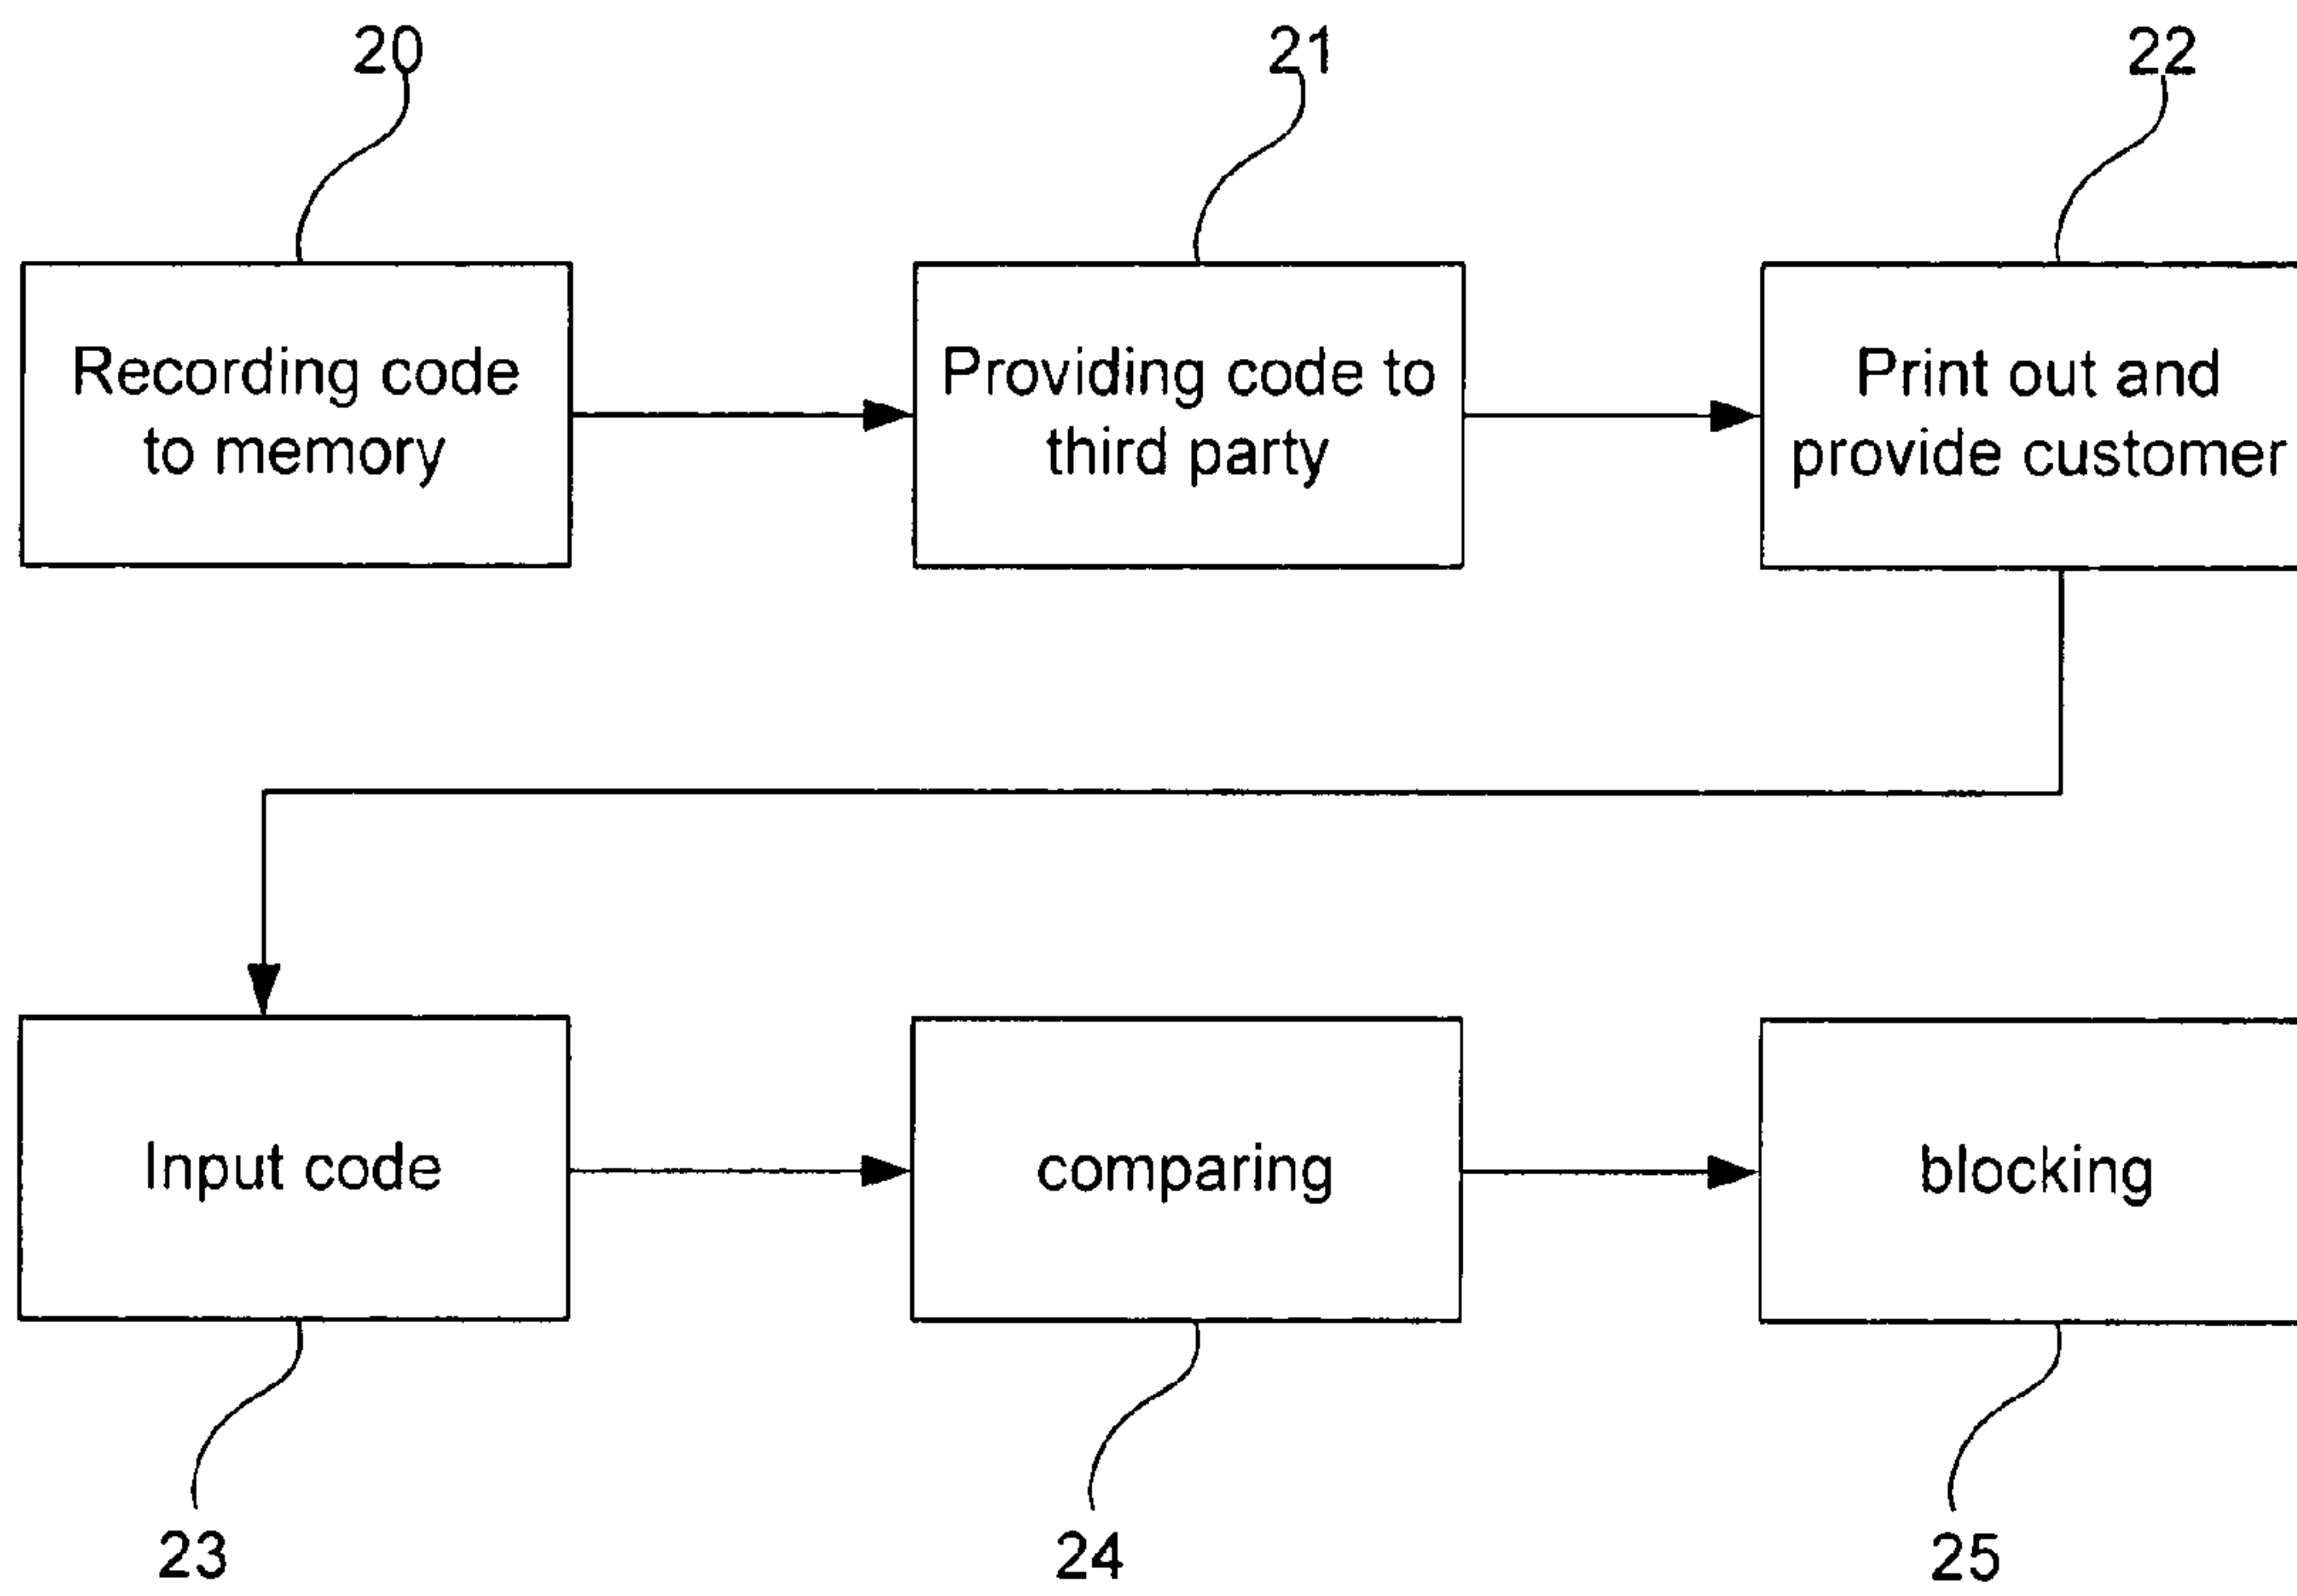 20
21
22
Recording code
to memory
Providing code to
third party
Print out and
provide customer
Input code
comparing
blocking
23
24
25